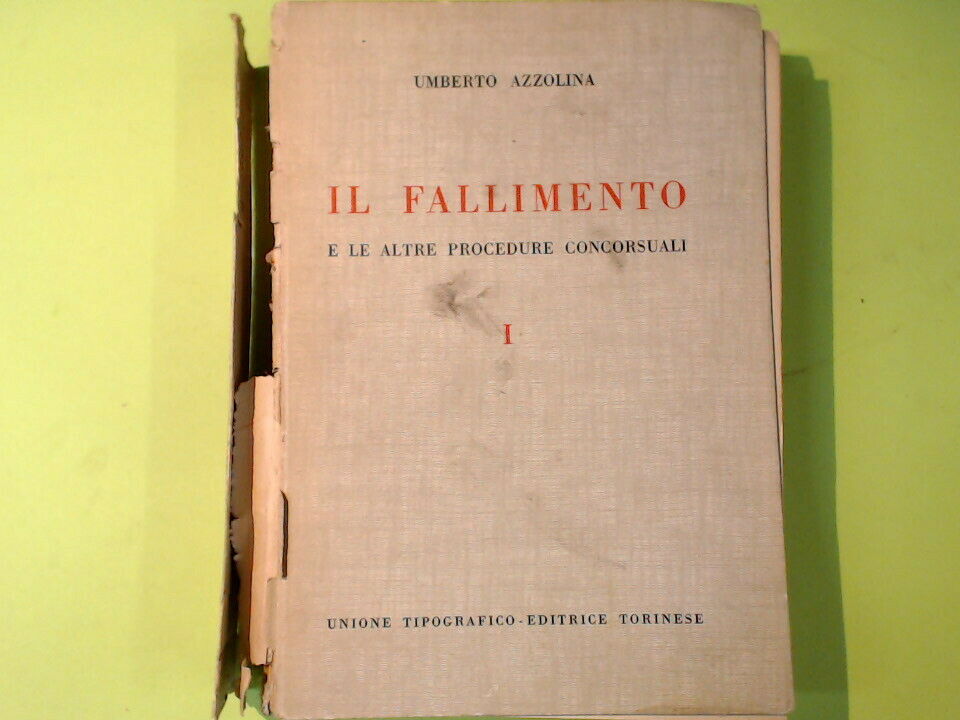 UMBERTO AZZOLINA
IL FALLIMENTO
E LE ALTRE PROCEDURE CONCORSUALI
I
UNIONE TIPOGRAFICO-EDITRICE TORINESE